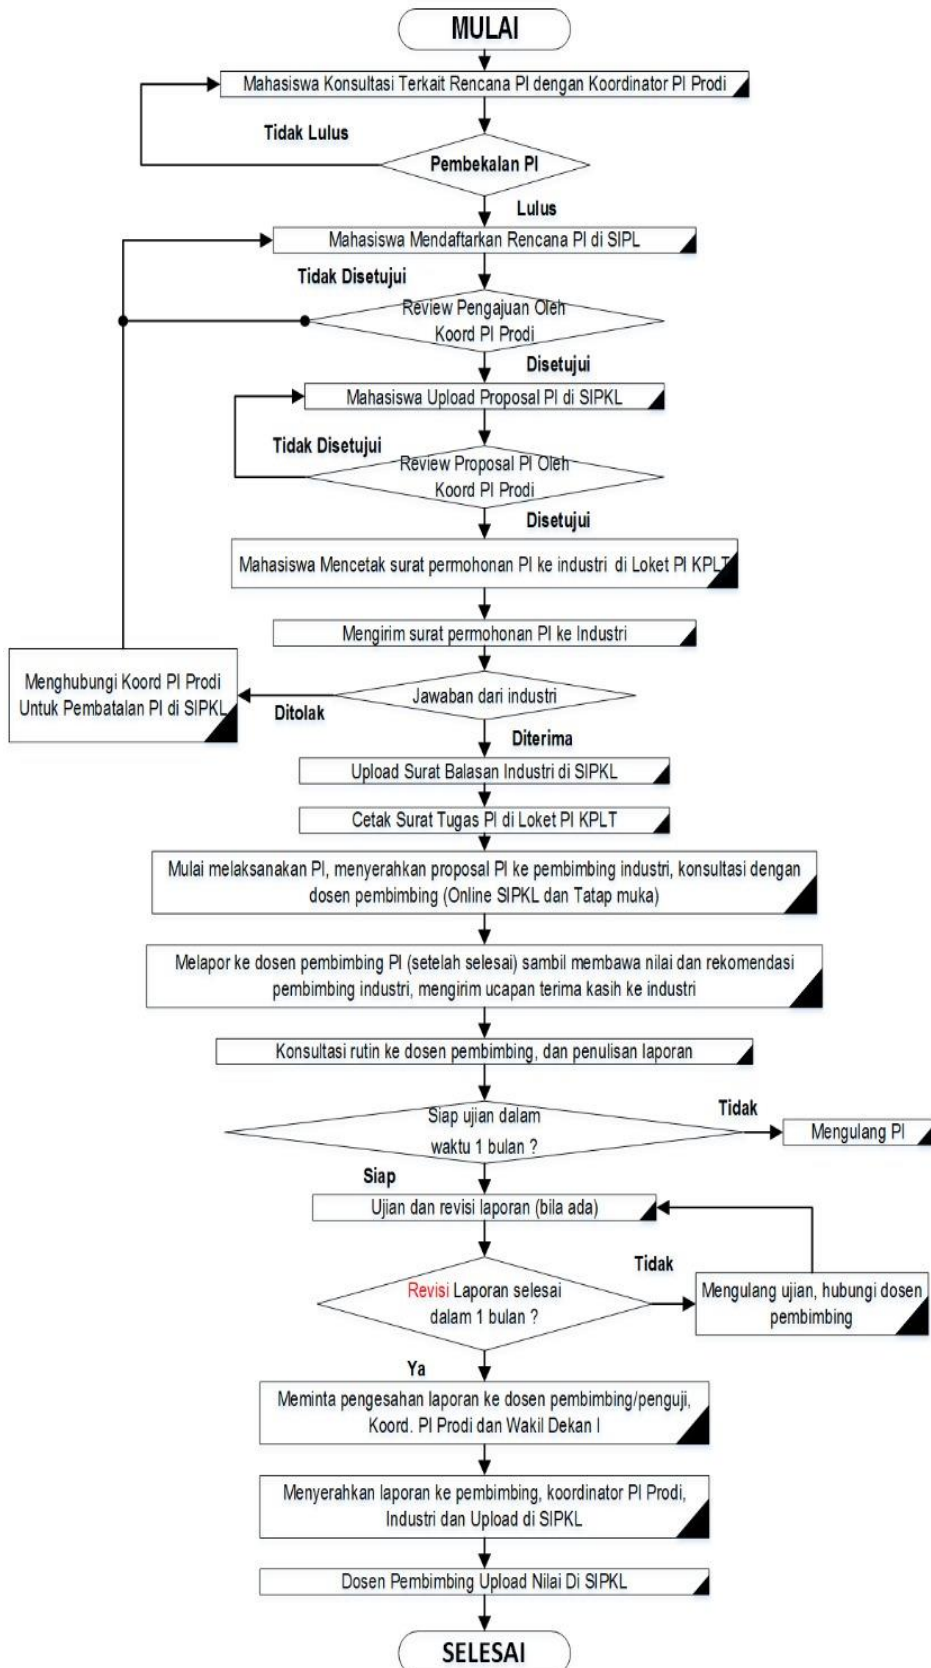 MULAI
Mahasiswa Konsultasi Terkait Rencana PI dengan Koordinator PI Prodi
Tidak Lulus
Pembekalan PI
Lulus
Mahasiswa Mendaftarkan Rencana PI di SIPL
Tidak Disetujui
Review Pengajuan Oleh
Koord PI Prodi
Disetujui
Mahasiswa Upload Proposal PI di SIPKL
Tidak Disetujui
Review Proposal PI Oleh
Koord PI Prodi
Disetujui
Mahasiswa Mencetak surat permohonan PI ke industri di Loket PI KPLT
Mengirim surat permohonan PI ke Industri
Menghubungi Koord PI Prodi
Untuk Pembatalan PI di SIPKL
Ditolak
Jawaban dari industri
Diterima
Upload Surat Balasan Industri di SIPKL
Cetak Surat Tugas PI di Loket PI KPLT
Mulai melaksanakan PI, menyerahkan proposal PI ke pembimbing industri, konsultasi dengan
dosen pembimbing (Online SIPKL dan Tatap muka)
Melapor ke dosen pembimbing PI (setelah selesai) sambil membawa nilai dan rekomendasi
pembimbing industri, mengirim ucapan terima kasih ke industri
Konsultasi rutin ke dosen pembimbing, dan penulisan laporan
Siap ujian dalam
waktu 1 bulan ?
Tidak
Mengulang PI
Siap
Ujian dan revisi laporan (bila ada)
Revisi Laporan selesai
dalam 1 bulan ?
Tidak
Mengulang ujian, hubungi dosen
pembimbing
Ya
Meminta pengesahan laporan ke dosen pembimbing/penguji,
Koord. PI Prodi dan Wakil Dekan I
Menyerahkan laporan ke pembimbing, koordinator PI Prodi,
Industri dan Upload di SIPKL
Dosen Pembimbing Upload Nilai Di SIPKL
SELESAI